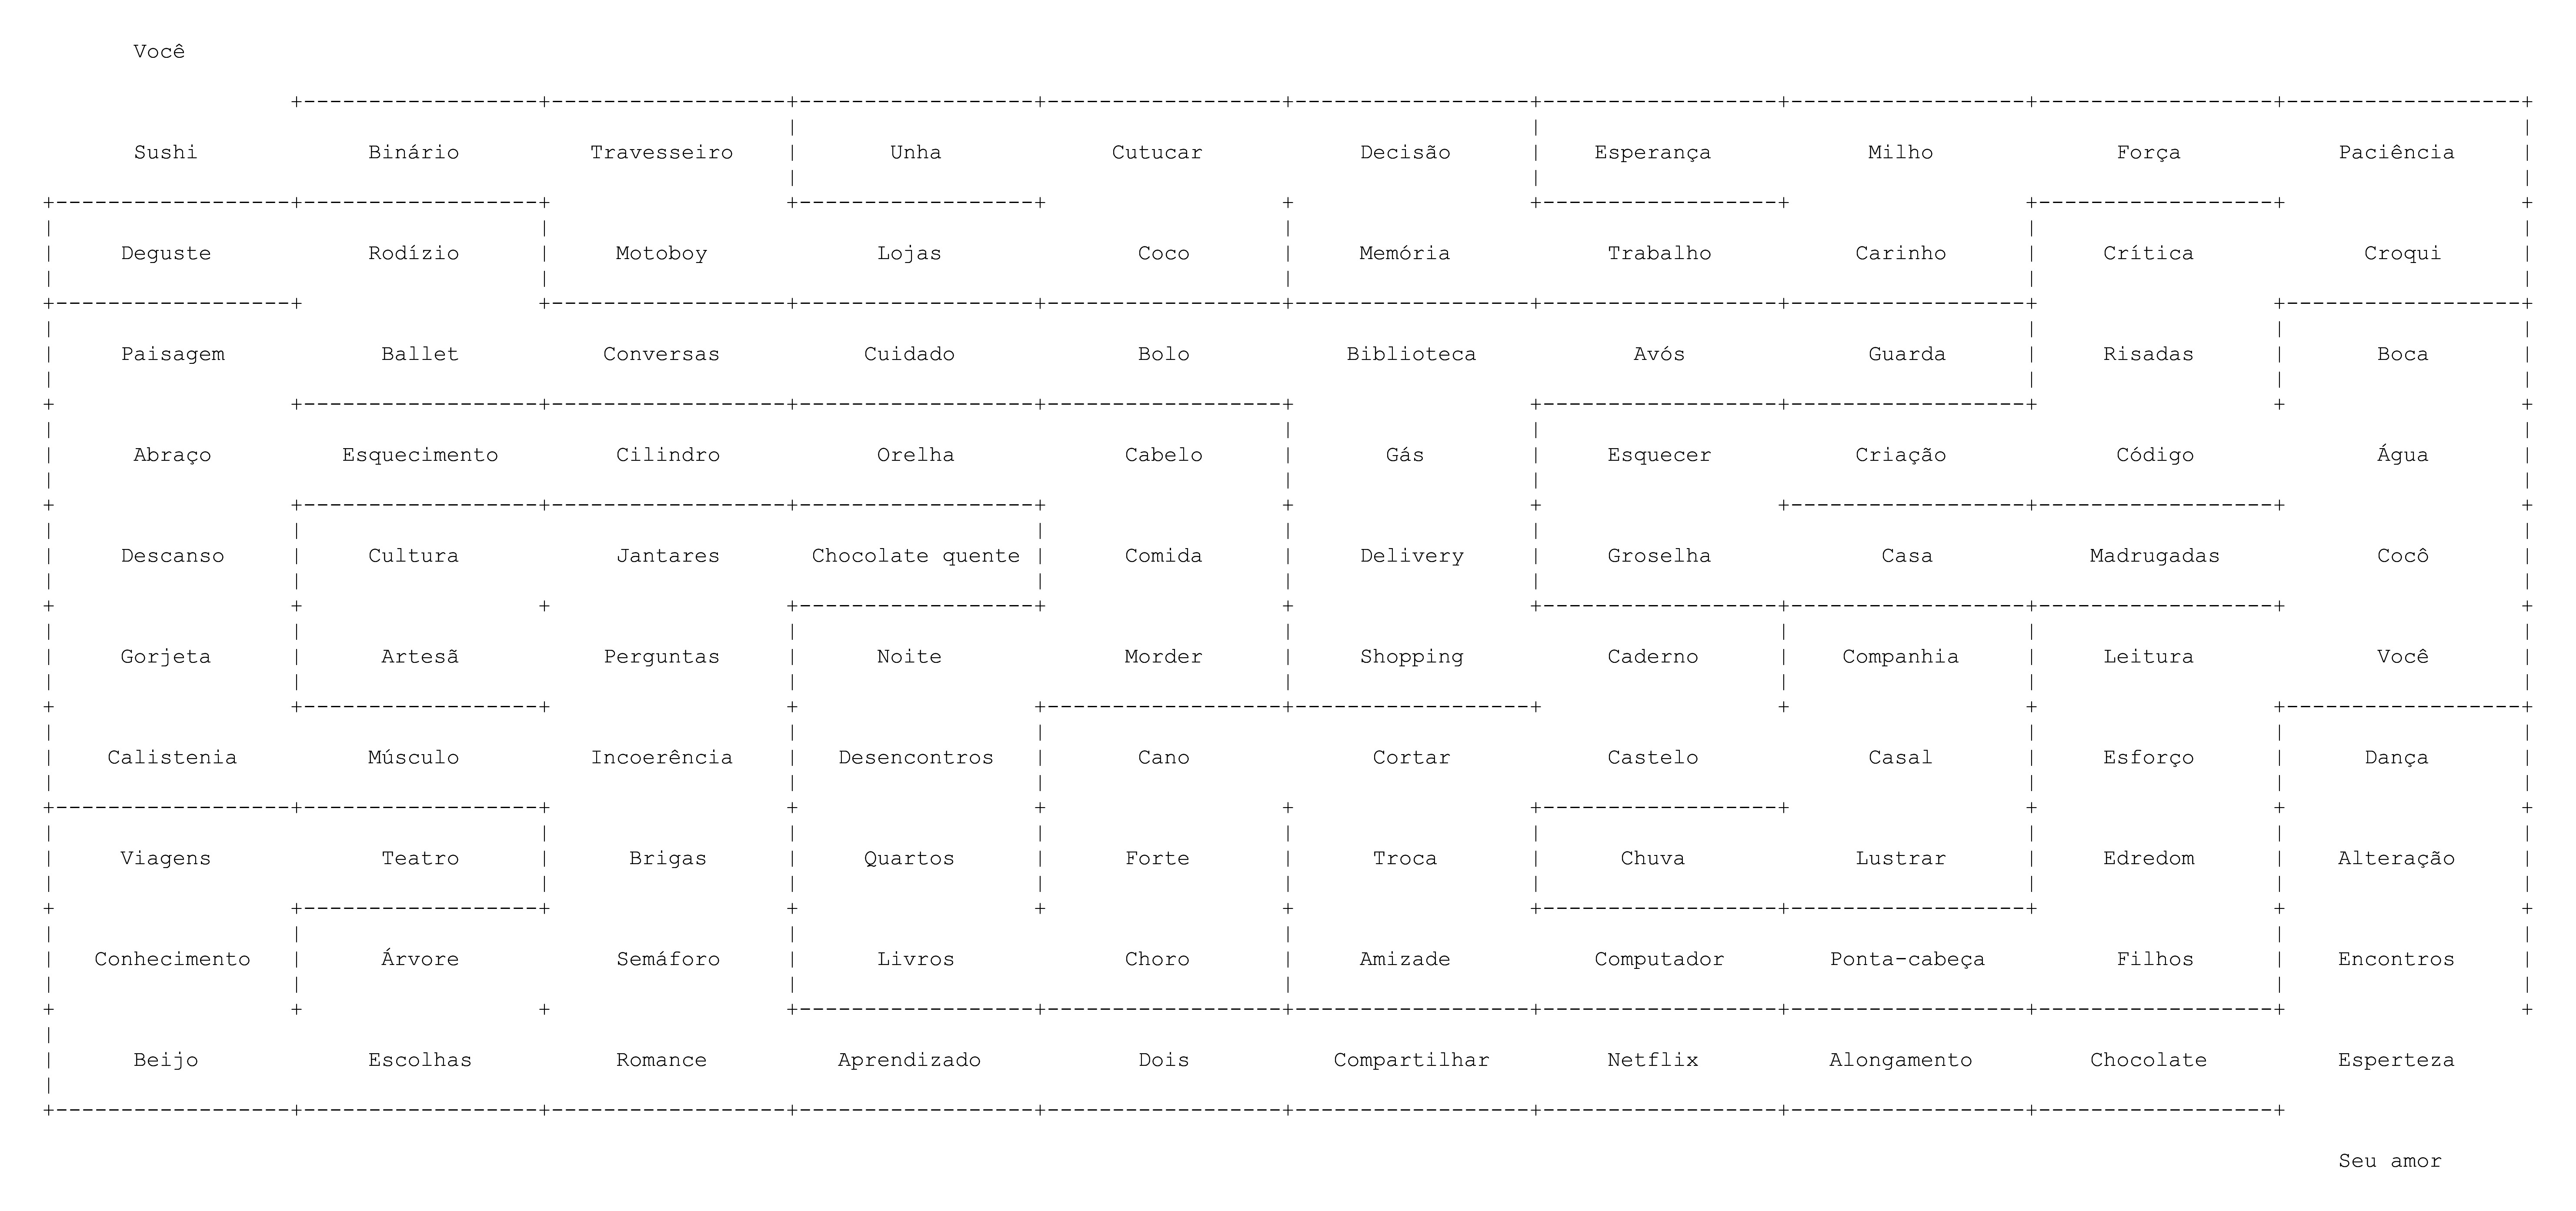 Você
Sushi Binário Travesseiro Unha Cutucar Decisão Esperança Milho Força Paciência
Deguste Rodízio Motoboy Lojas Coco Memória Trabalho Carinho Crítica Croqui
Paisagem Ballet Conversas Cuidado Bolo Biblioteca Avós Guarda Risadas Boca
Abraço Esquecimento Cilindro Orelha Cabelo Gás Esquecer Criação Código Água
Descanso Cultura Jantares Chocolate quente Comida Delivery Groselha Casa Madrugadas Cocô
Gorjeta Artesã Perguntas Noite Morder Shopping Caderno Companhia Leitura Você
Calistenia Músculo Incoerência Desencontros Cano Cortar Castelo Casal Esforço Dança
Viagens Teatro Brigas Quartos Forte Troca Chuva Lustrar Edredom Alteração
Conhecimento Árvore Semáforo Livros Choro Amizade Computador Ponta-cabeça Filhos Encontros
Beijo Escolhas Romance Aprendizado Dois Compartilhar Netflix Alongamento Chocolate Esperteza
Seu amor